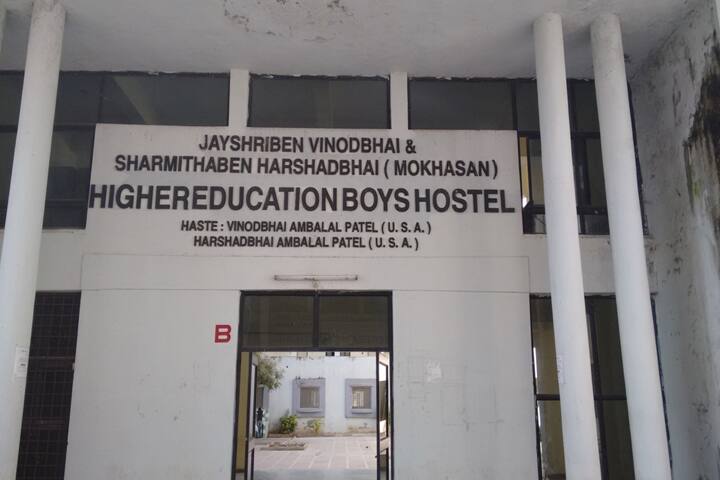 JAYSHRIBEN VINODBHAI &
SHARMITHABEN HARSHADBHAI ( MOKHASAN )
HIGHEREDUCATION BOYS HOSTEL
HASTE : VINODBHAI AMBALAL PATEL ( U. S. A. )
HARSHADBHAI AMBALAL PATEL ( U. S. A. )
B